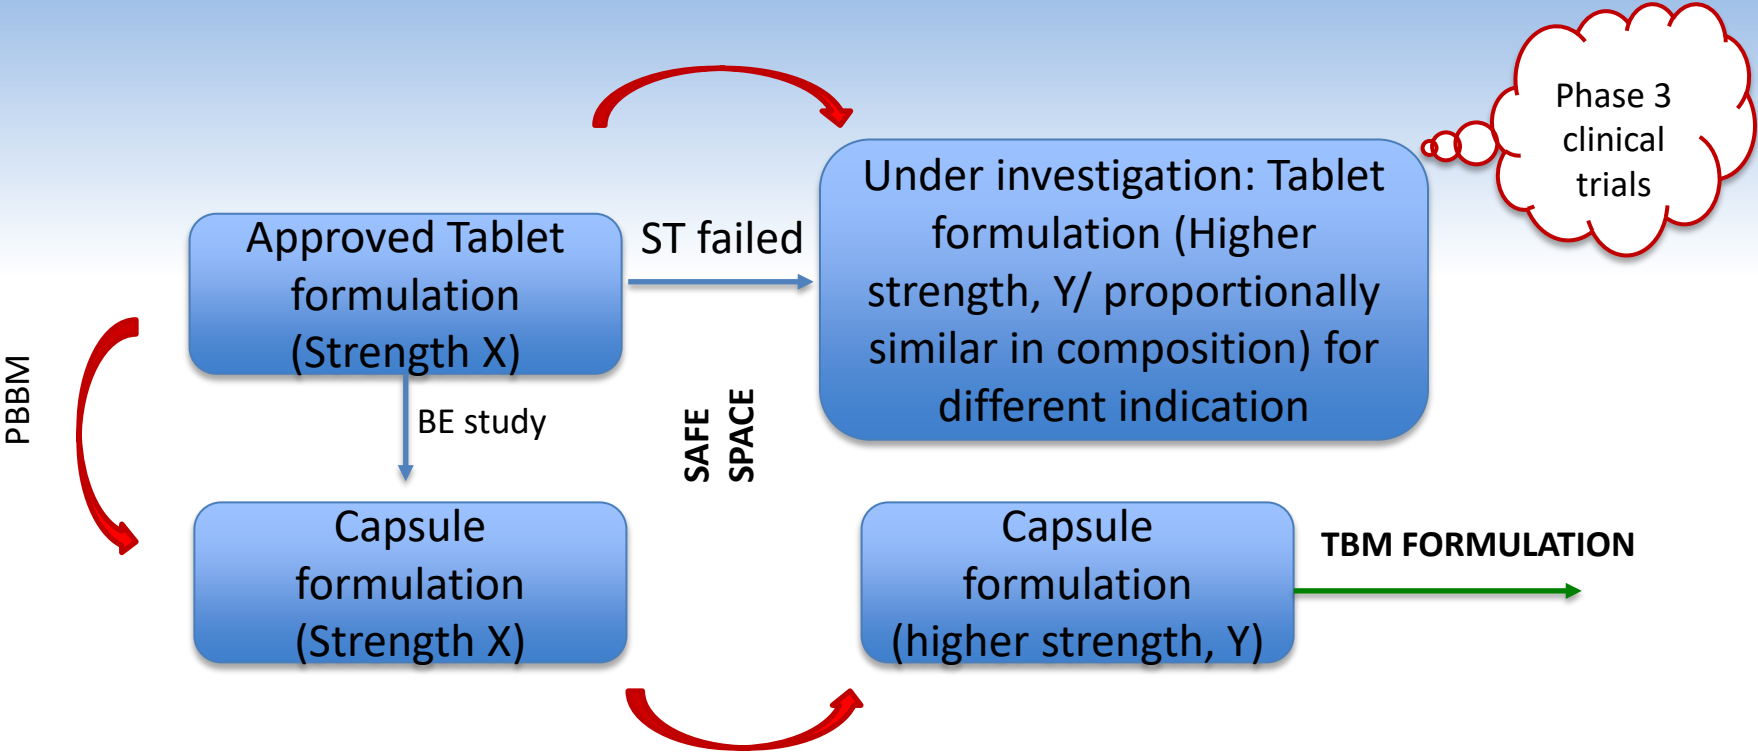 Phase 3
clinical
trials
Under investigation: Tablet
formulation (Higher
strength, Y/ proportionally
similar in composition) for
different indication
Approved Tablet
formulation
(Strength X)
ST failed
PBBM
BE study
SAFE
SPACE
Capsule
formulation
(Strength X)
Capsule
formulation
(higher strength, Y)
TBM FORMULATION